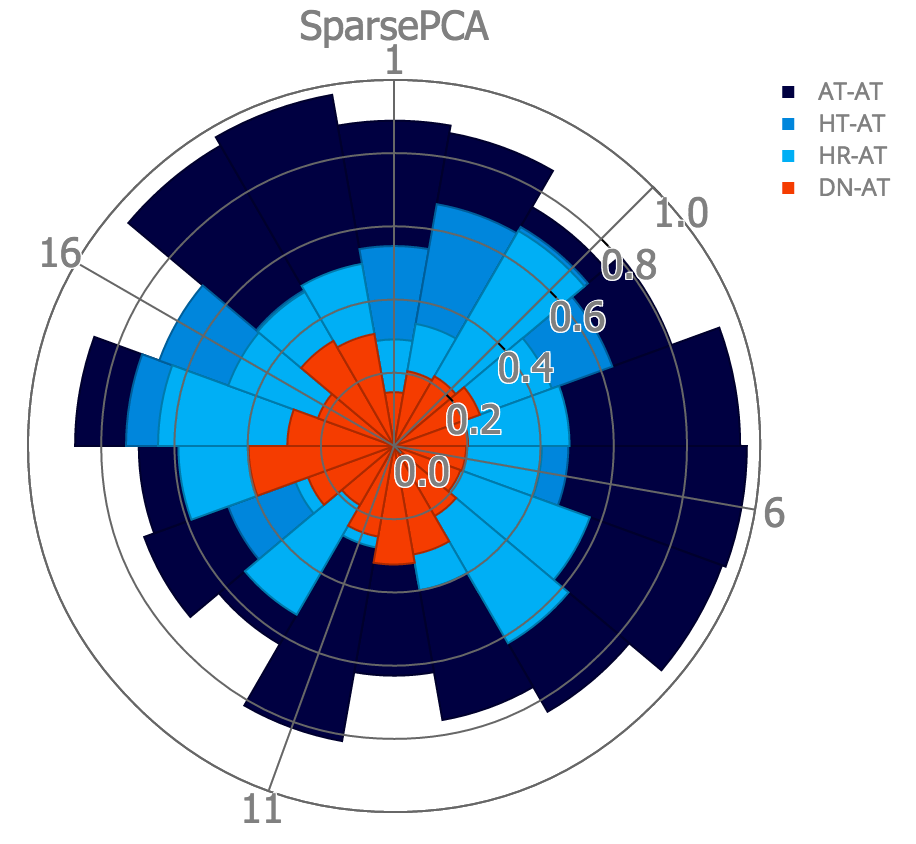 SparsePCA
1
AT-AT
HT-AT
HR-AT
DN-AT
1.0
16
0.8
0.6
0.4
0.2
0.0
6
11